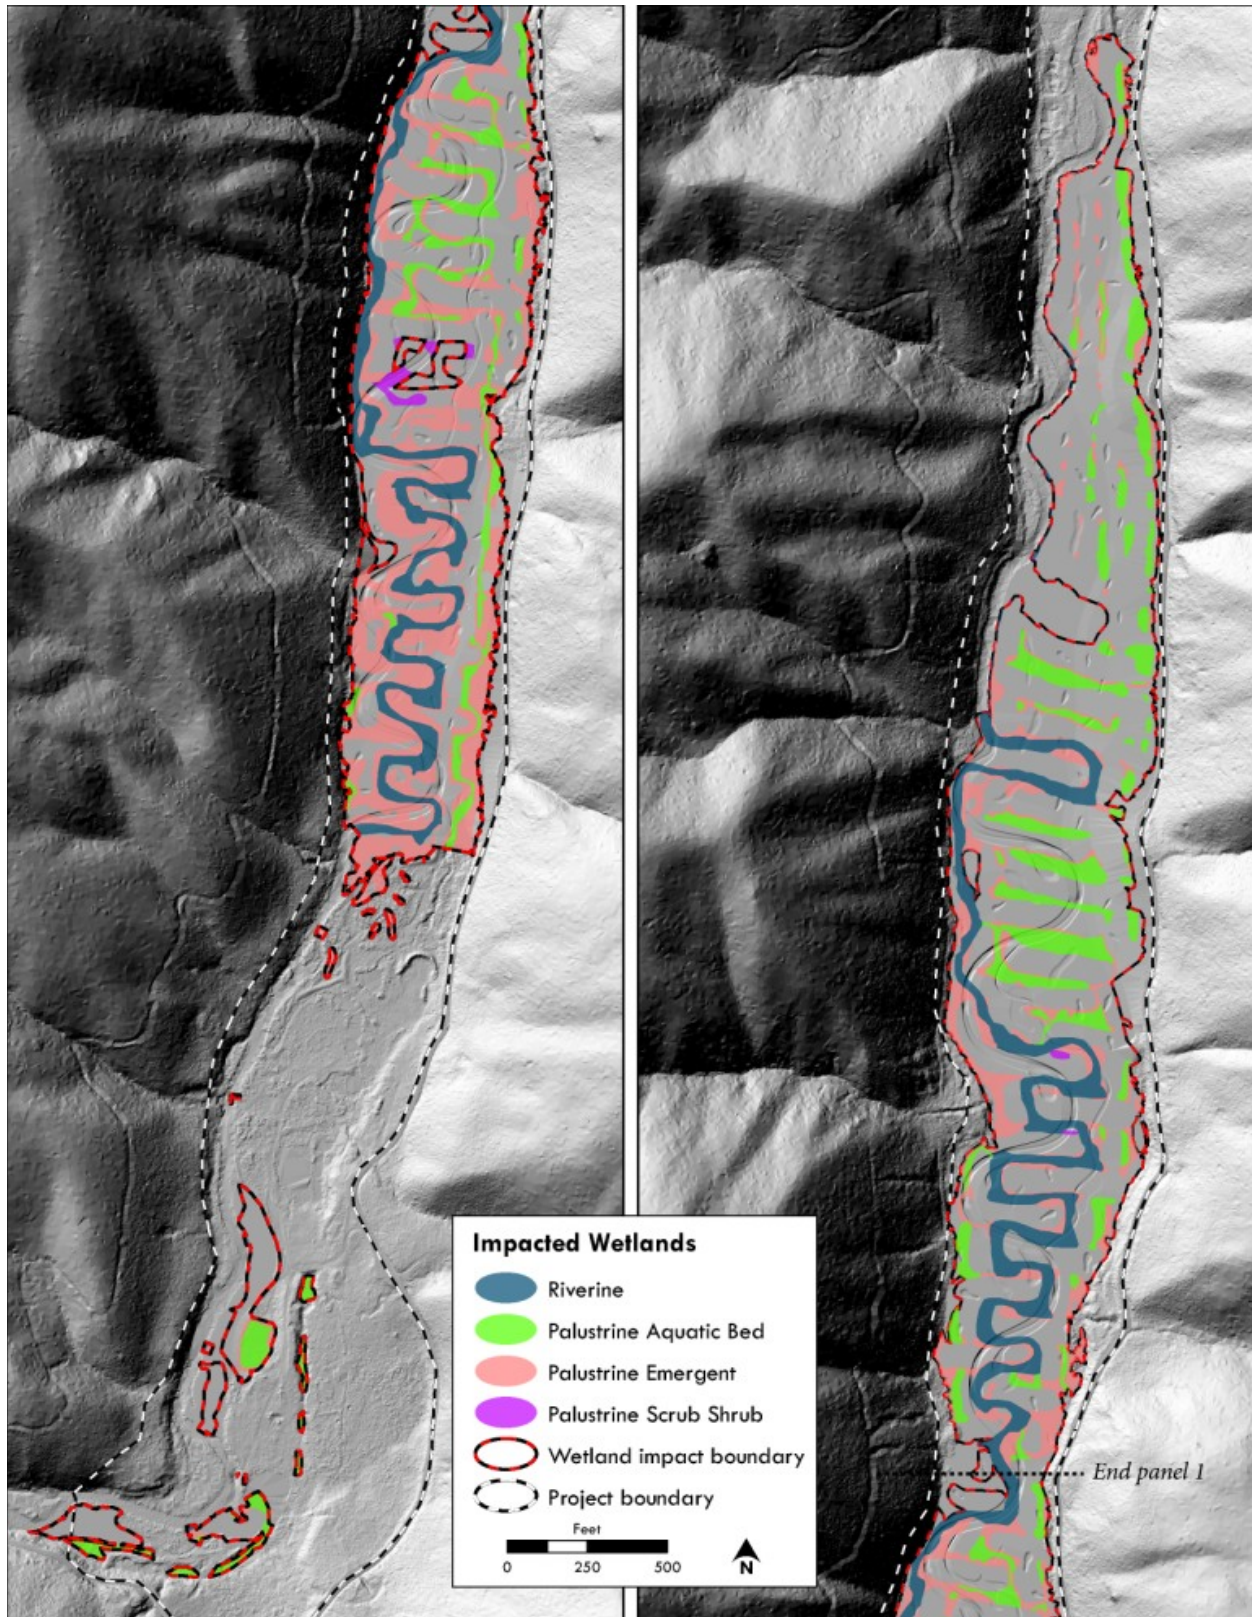 Impacted Wetlands
Riverine
Palustrine Aquatic Bed
Palustrine Emergent
Palustrine Scrub Shrub
Wetland impact boundary
Project boundary
Feet
0 250 500
N
End panel 1